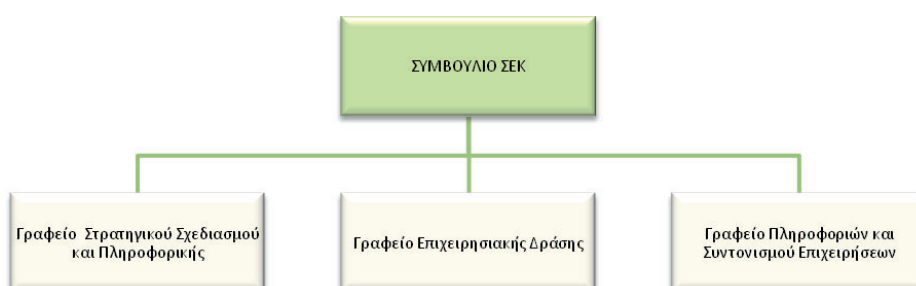 ΣΥΜΒΟΥΛΙΟ ΣΕΚ
Γραφείο Στρατηγικού Σχεδιασμού
και Πληροφορικής
Γραφείο Επιχειρησιακής Δράσης
Γραφείο Πληροφοριών και
Συντονισμού Επιχειρήσεων